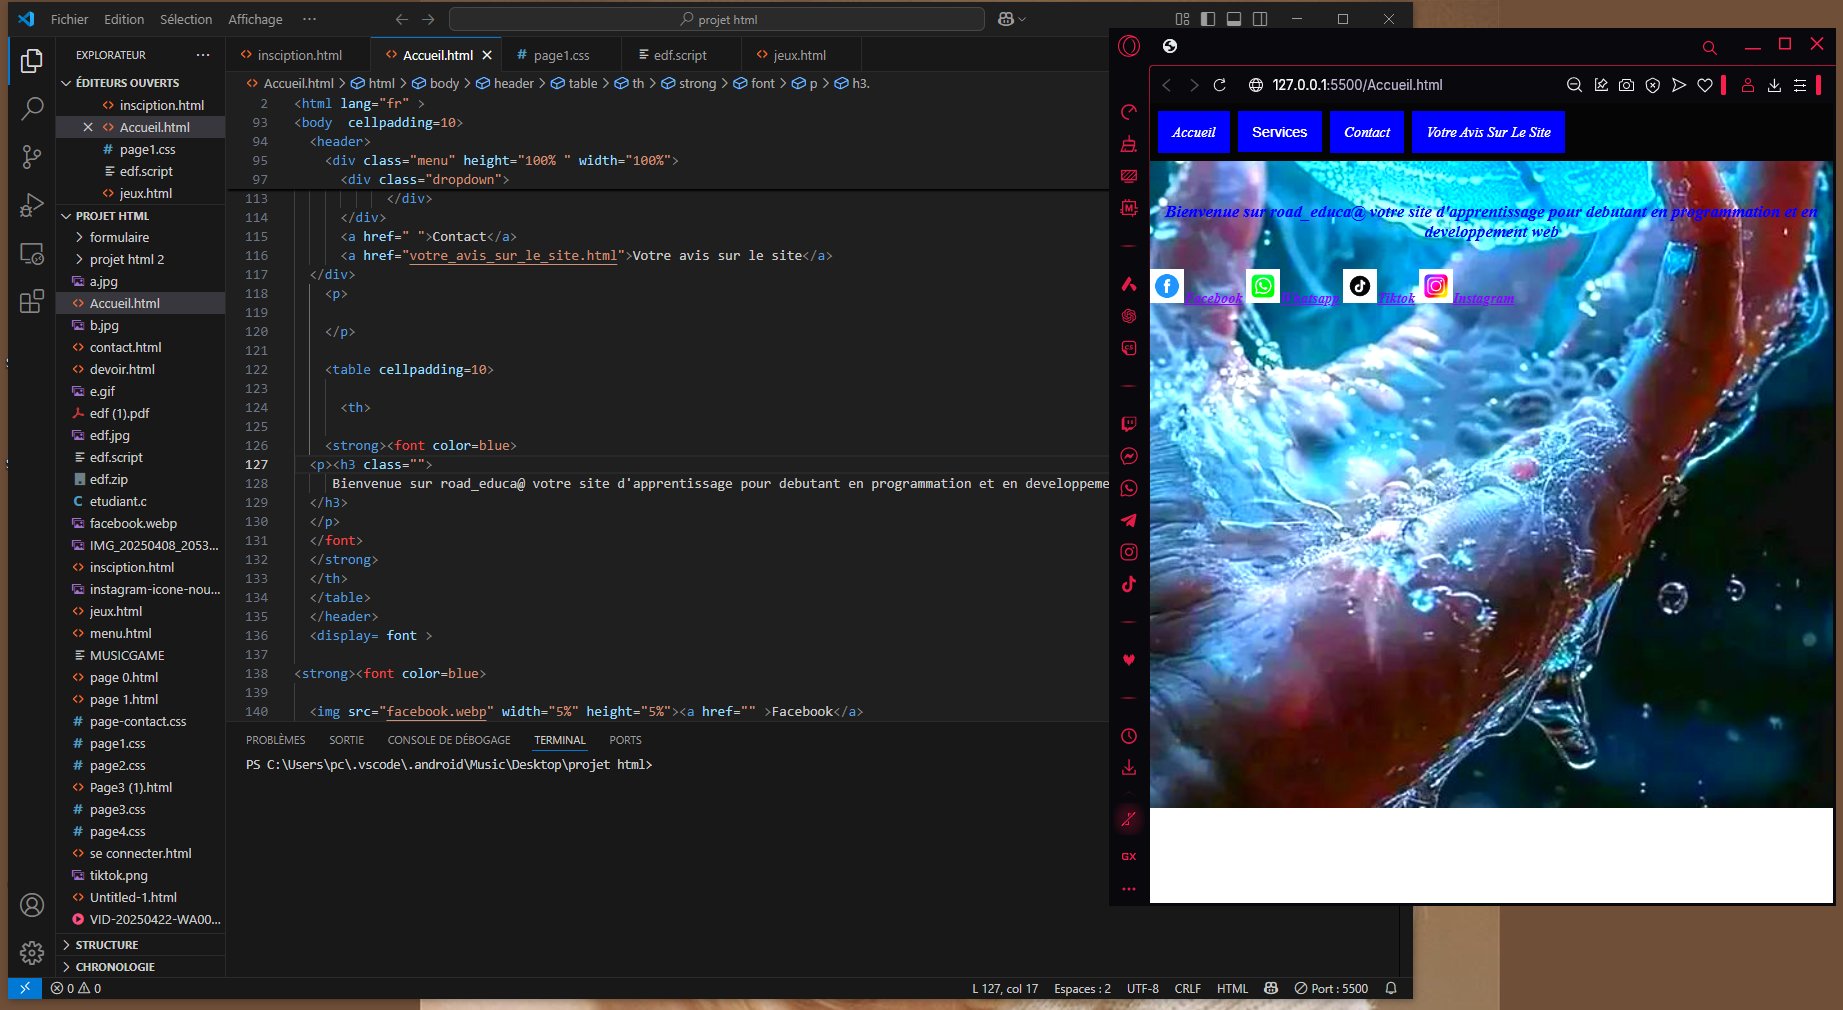 Fichier Edition Sélection Affichage ···
projet html
EXPLORATEUR ···
ÉDITEURS OUVERTS
insciption.html
Accueil.html
page1.css
edf.script
jeux.html
PROJET HTML
formulaire
projet html 2
a.jpg
Accueil.html
b.jpg
contact.html
devoir.html
e.gif
edf (1).pdf
edf.jpg
edf.script
edf.zip
etudiant.c
facebook.webp
IMG_20250408_2053...
insciption.html
instagram-icone-nou...
jeux.html
menu.html
MUSICGAME
page 0.html
page 1.html
page-contact.css
page1.css
page2.css
Page3 (1).html
page3.css
page4.css
se connecter.html
tiktok.png
Untitled-1.html
VID-20250422-WA00...
STRUCTURE
CHRONOLOGIE
insciption.html Accueil.html page1.css edf.script jeux.html
Accueil.html > html > body > header > table > th > strong > font > p > h3.
2 <html lang="fr" >
93 <body  cellpadding=10>
94 <header>
95 <div class="menu" height="100% " width="100%">
97 <div class="dropdown">
113 </div>
114 </div>
115 <a href=" ">Contact</a>
116 <a href="votre_avis_sur_le_site.html">Votre avis sur le site</a>
117 </div>
118 <p>
119
120 </p>
121
122 <table cellpadding=10>
123
124 <th>
125
126 <strong><font color=blue>
127 <p><h3 class="">
128 Bienvenue sur road_educa@ votre site d'apprentissage pour debutant en programmation et en developpeme
129 </h3>
130 </p>
131 </font>
132 </strong>
133 </th>
134 </table>
135 </header>
136 <display= font >
137
138 <strong><font color=blue>
139
140 <img src="facebook.webp" width="5%" height="5%"><a href="" >Facebook</a>
PROBLÈMES SORTIE CONSOLE DE DÉBOGAGE TERMINAL PORTS
PS C:\Users\pc\.vscode\.android\Music\Desktop\projet html>
0 0 L 127, col 17 Espaces : 2 UTF-8 CRLF HTML Port : 5500
127.0.0.1:5500/Accueil.html
Accueil Services Contact Votre Avis Sur Le Site
Bienvenue sur road_educa@ votre site d'apprentissage pour debutant en programmation et en
developpement web
Facebook Whatsapp Tiktok Instagram
GX